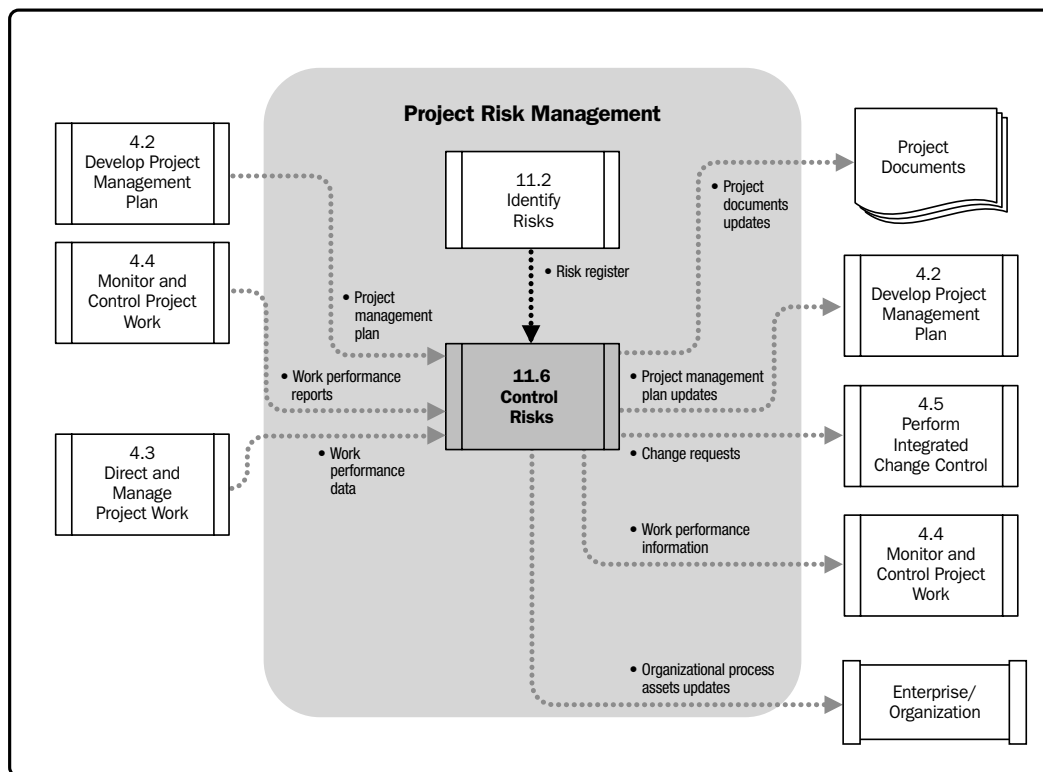 Project Risk Management
4.2
Develop Project
Management
Plan
4.4
Monitor and
Control Project
Work
4.3
Direct and
Manage
Project Work
11.2
Identify
Risks
• Risk register
• Project
management
plan
• Work performance
reports
• Work
performance
data
11.6
Control
Risks
• Project
documents
updates
• Project management
plan updates
• Change requests
• Work performance
information
• Organizational process
assets updates
Project
Documents
4.2
Develop Project
Management
Plan
4.5
Perform
Integrated
Change Control
4.4
Monitor and
Control Project
Work
Enterprise/
Organization